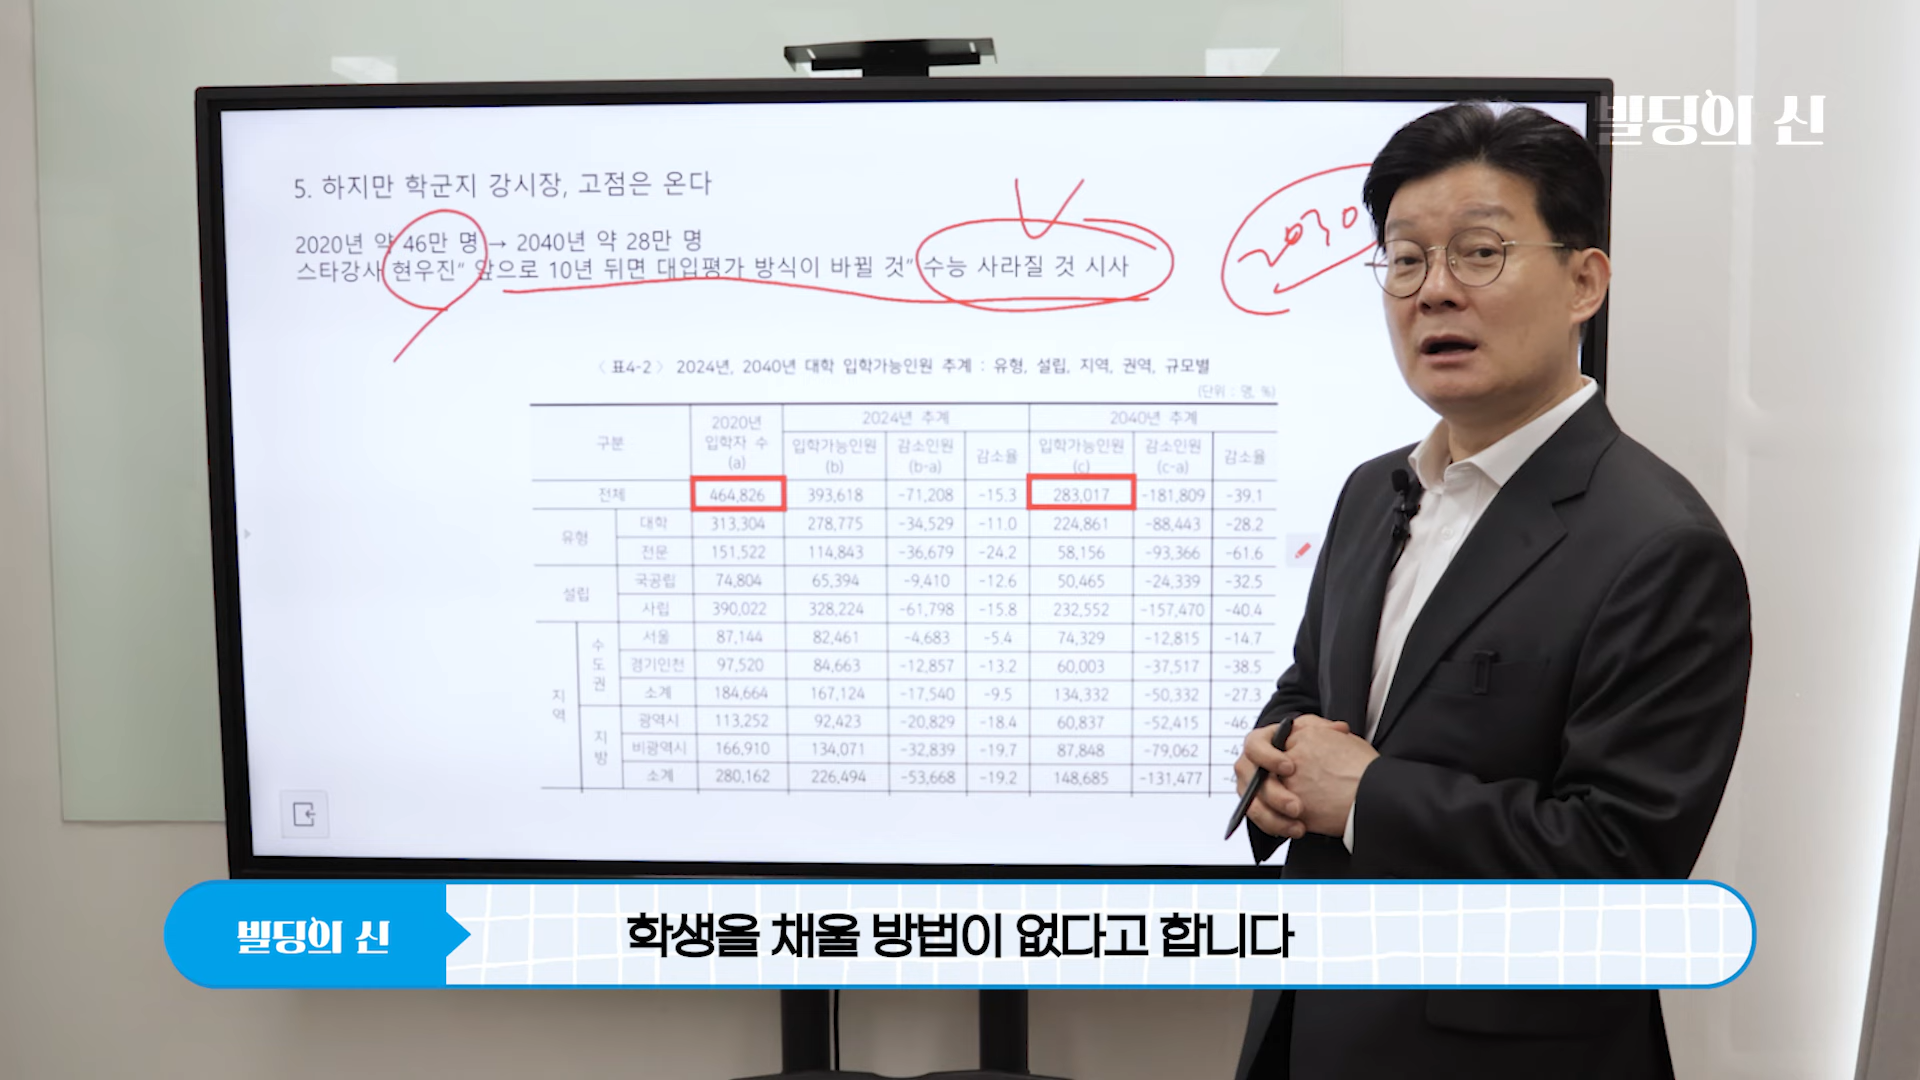 빌딩의 신
5. 하지만 학군지 강시장, 고점은 온다
2020년 약 46만 명 → 2040년 약 28만 명
스타강사 현우진“ 앞으로 10년 뒤면 대입평가 방식이 바뀔 것” 수능 사라질 것 시사
2030
〈 표4-2 〉 2024년, 2040년 대학 입학가능인원 추계 : 유형, 설립, 지역, 권역, 규모별
(단위 : 명, %)
구분 2020년 입학자 수 (a) 2024년 추계 2040년 추계
입학가능인원 (b) 감소인원 (b-a) 감소율 입학가능인원 (c) 감소인원 (c-a) 감소율
전체 464,826 393,618 -71,208 -15.3 283,017 -181,809 -39.1
유형 대학 313,304 278,775 -34,529 -11.0 224,861 -88,443 -28.2
전문 151,522 114,843 -36,679 -24.2 58,156 -93,366 -61.6
설립 국공립 74,804 65,394 -9,410 -12.6 50,465 -24,339 -32.5
사립 390,022 328,224 -61,798 -15.8 232,552 -157,470 -40.4
지역 수도권 서울 87,144 82,461 -4,683 -5.4 74,329 -12,815 -14.7
경기인천 97,520 84,663 -12,857 -13.2 60,003 -37,517 -38.5
소계 184,664 167,124 -17,540 -9.5 134,332 -50,332 -27.3
지방 광역시 113,252 92,423 -20,829 -18.4 60,837 -52,415
비광역시 166,910 134,071 -32,839 -19.7 87,848 -79,062
소계 280,162 226,494 -53,668 -19.2 148,685 -131,477
빌딩의 신
학생을 채울 방법이 없다고 합니다